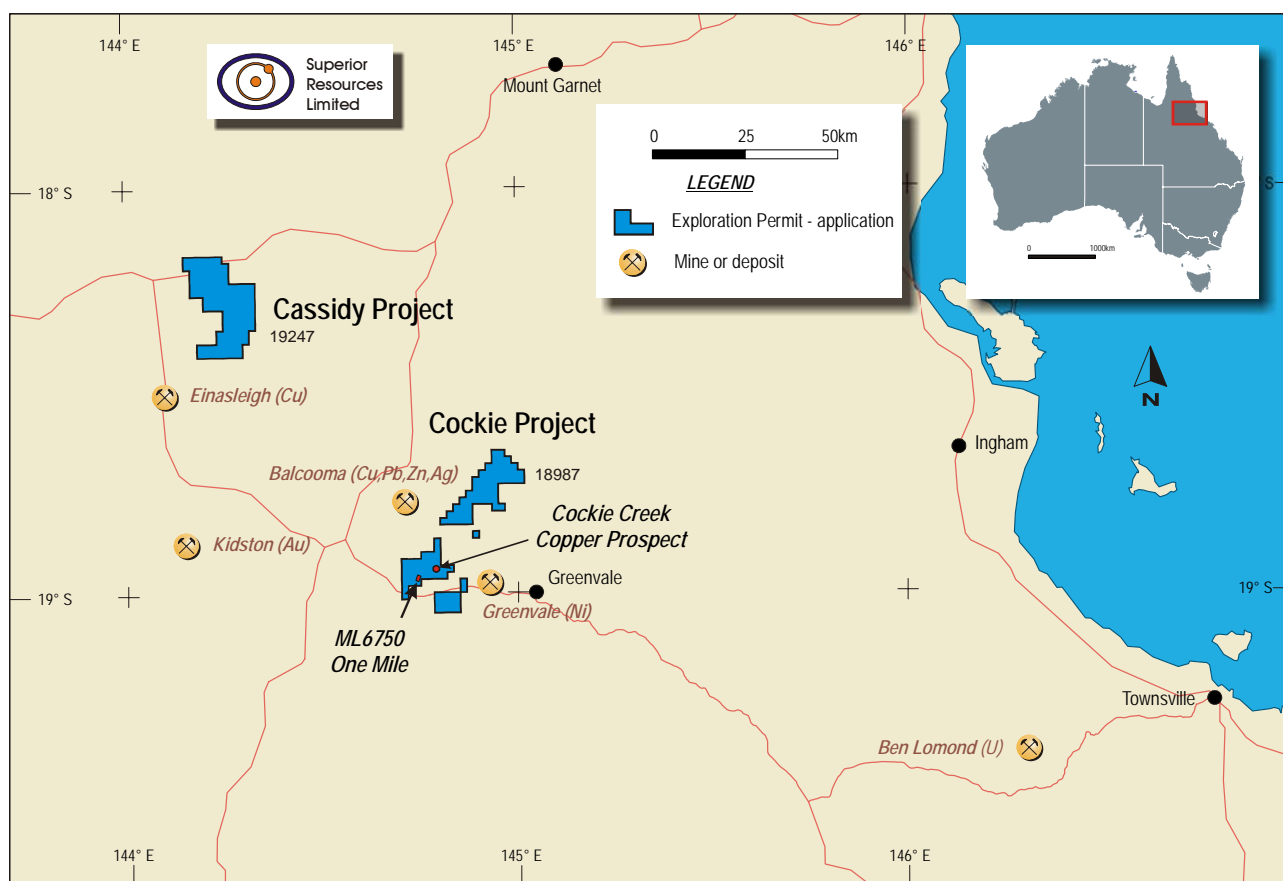 144° E
145° E
146° E
Superior
Resources
Limited
Mount Garnet
0 25 50km
LEGEND
Exploration Permit - application
Mine or deposit
0 1000km
18° S
S
Cassidy Project
19247
Einasleigh (Cu)
Cockie Project
18987
Balcooma (Cu,Pb,Zn,Ag)
Cockie Creek
Copper Prospect
Kidston (Au)
Ingham
N
Greenvale
Greenvale (Ni)
19° S
19° S
ML6750
One Mile
Townsville
Ben Lomond (U)
144° E
145° E
146° E